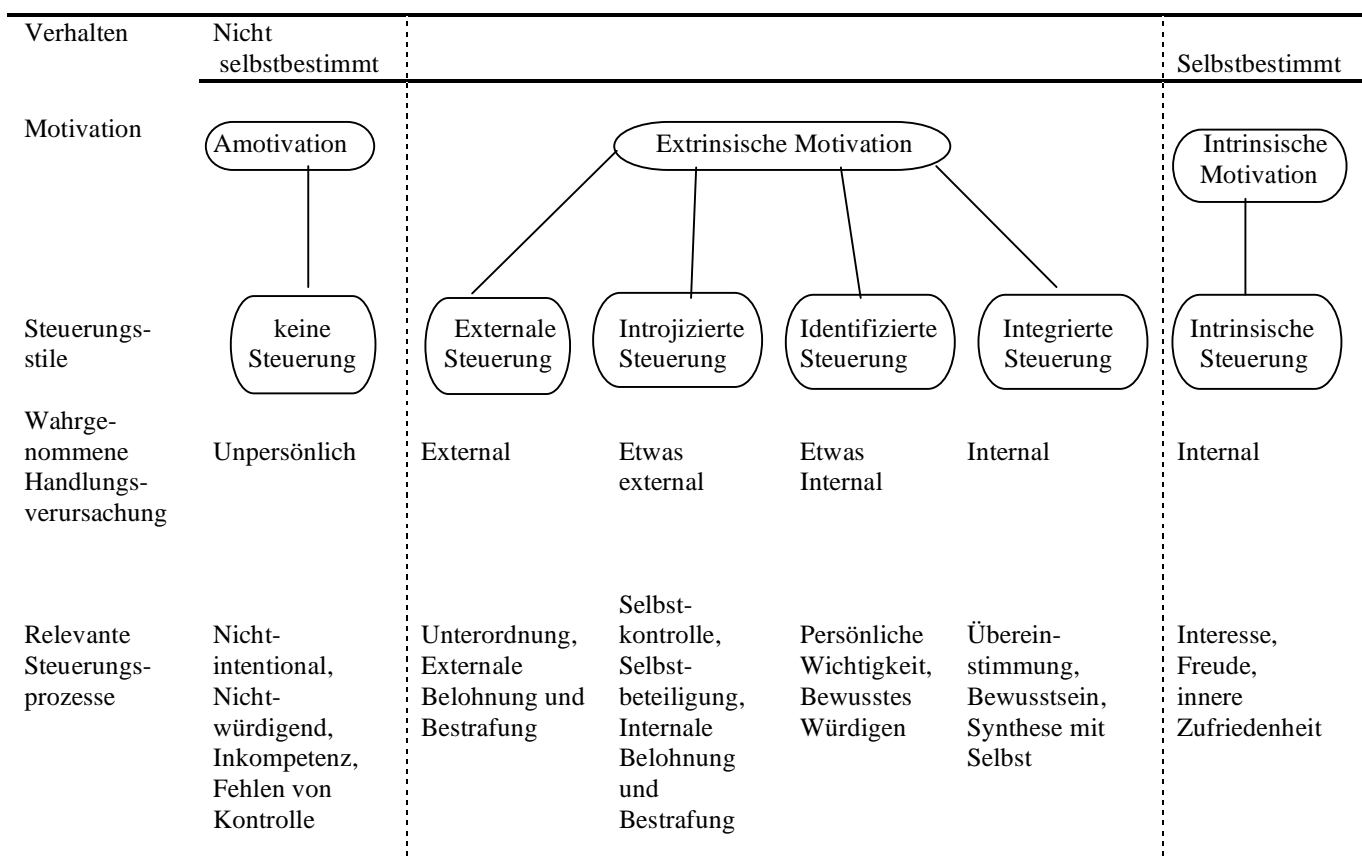 Verhalten Nicht
selbstbestimmt Selbstbestimmt
Motivation Amotivation Extrinsische Motivation Intrinsische
Motivation
Steuerungs- keine Externale Introjizierte Identifizierte Integrierte Intrinsische
stile Steuerung Steuerung Steuerung Steuerung Steuerung Steuerung
Wahrge-
nommene Unpersönlich External Etwas Etwas Internal Internal
Handlungs- external Internal
verursachung
Selbst-
Relevante Nicht- Unterordnung, kontrolle, Persönliche Überein- Interesse,
Steuerungs- intentional, Externale Selbst- Wichtigkeit, stimmung, Freude,
prozesse Nicht- Belohnung und beteiligung, Bewusstes Bewusstsein, innere
würdigend, Bestrafung Internale Würdigen Synthese mit Zufriedenheit
Inkompetenz, Belohnung Selbst
Fehlen von und
Kontrolle Bestrafung